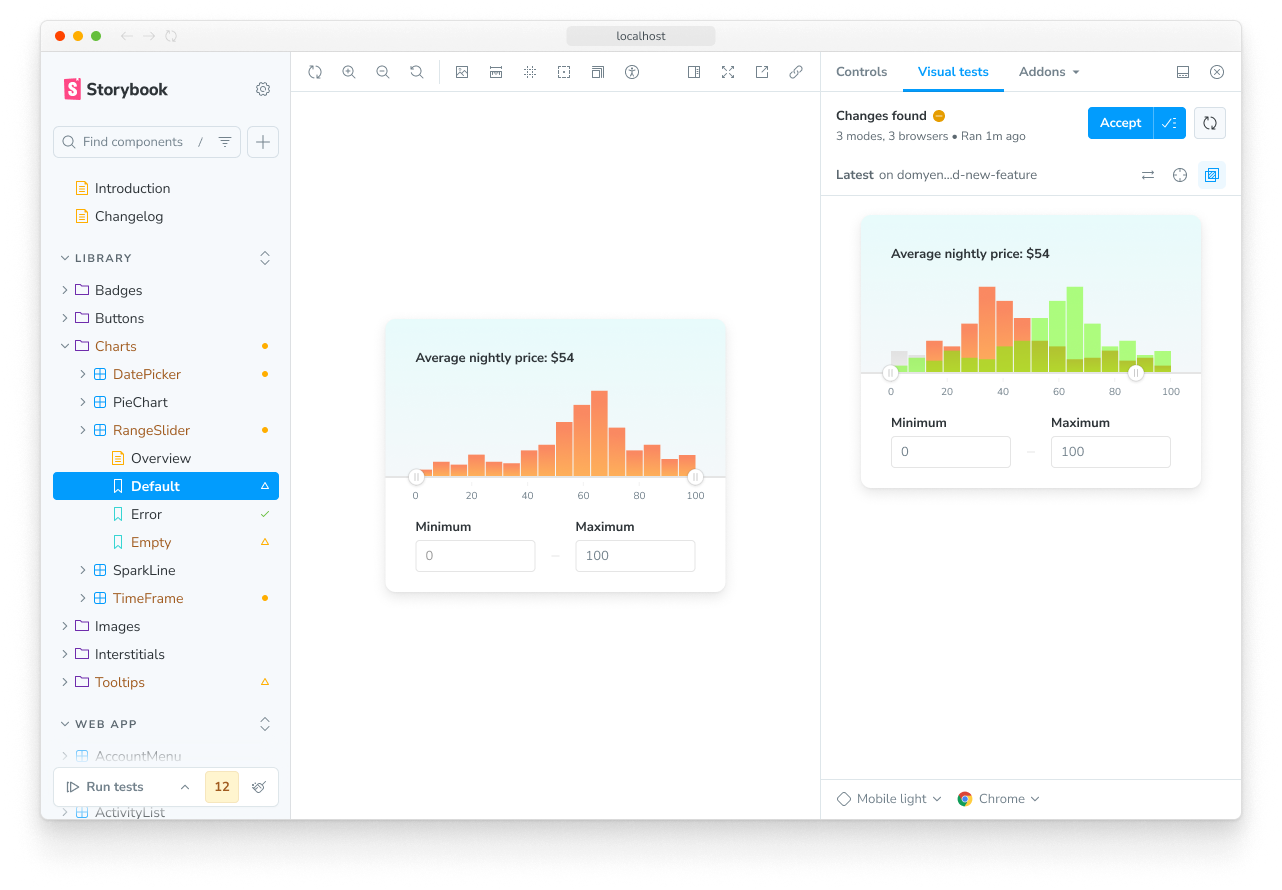 localhost
Storybook
Find components /
Introduction
Changelog
LIBRARY
Badges
Buttons
Charts
DatePicker
PieChart
RangeSlider
Overview
Default
Error
Empty
SparkLine
TimeFrame
Images
Interstitials
Tooltips
WEB APP
AccountMenu
Run tests 12
ActivityList
Average nightly price: $54
0 20 40 60 80 100
Minimum Maximum
0 – 100
Controls Visual tests Addons
Changes found
3 modes, 3 browsers • Ran 1m ago
Accept
Latest on domyen...d-new-feature
Average nightly price: $54
0 20 40 60 80 100
Minimum Maximum
0 – 100
Mobile light Chrome